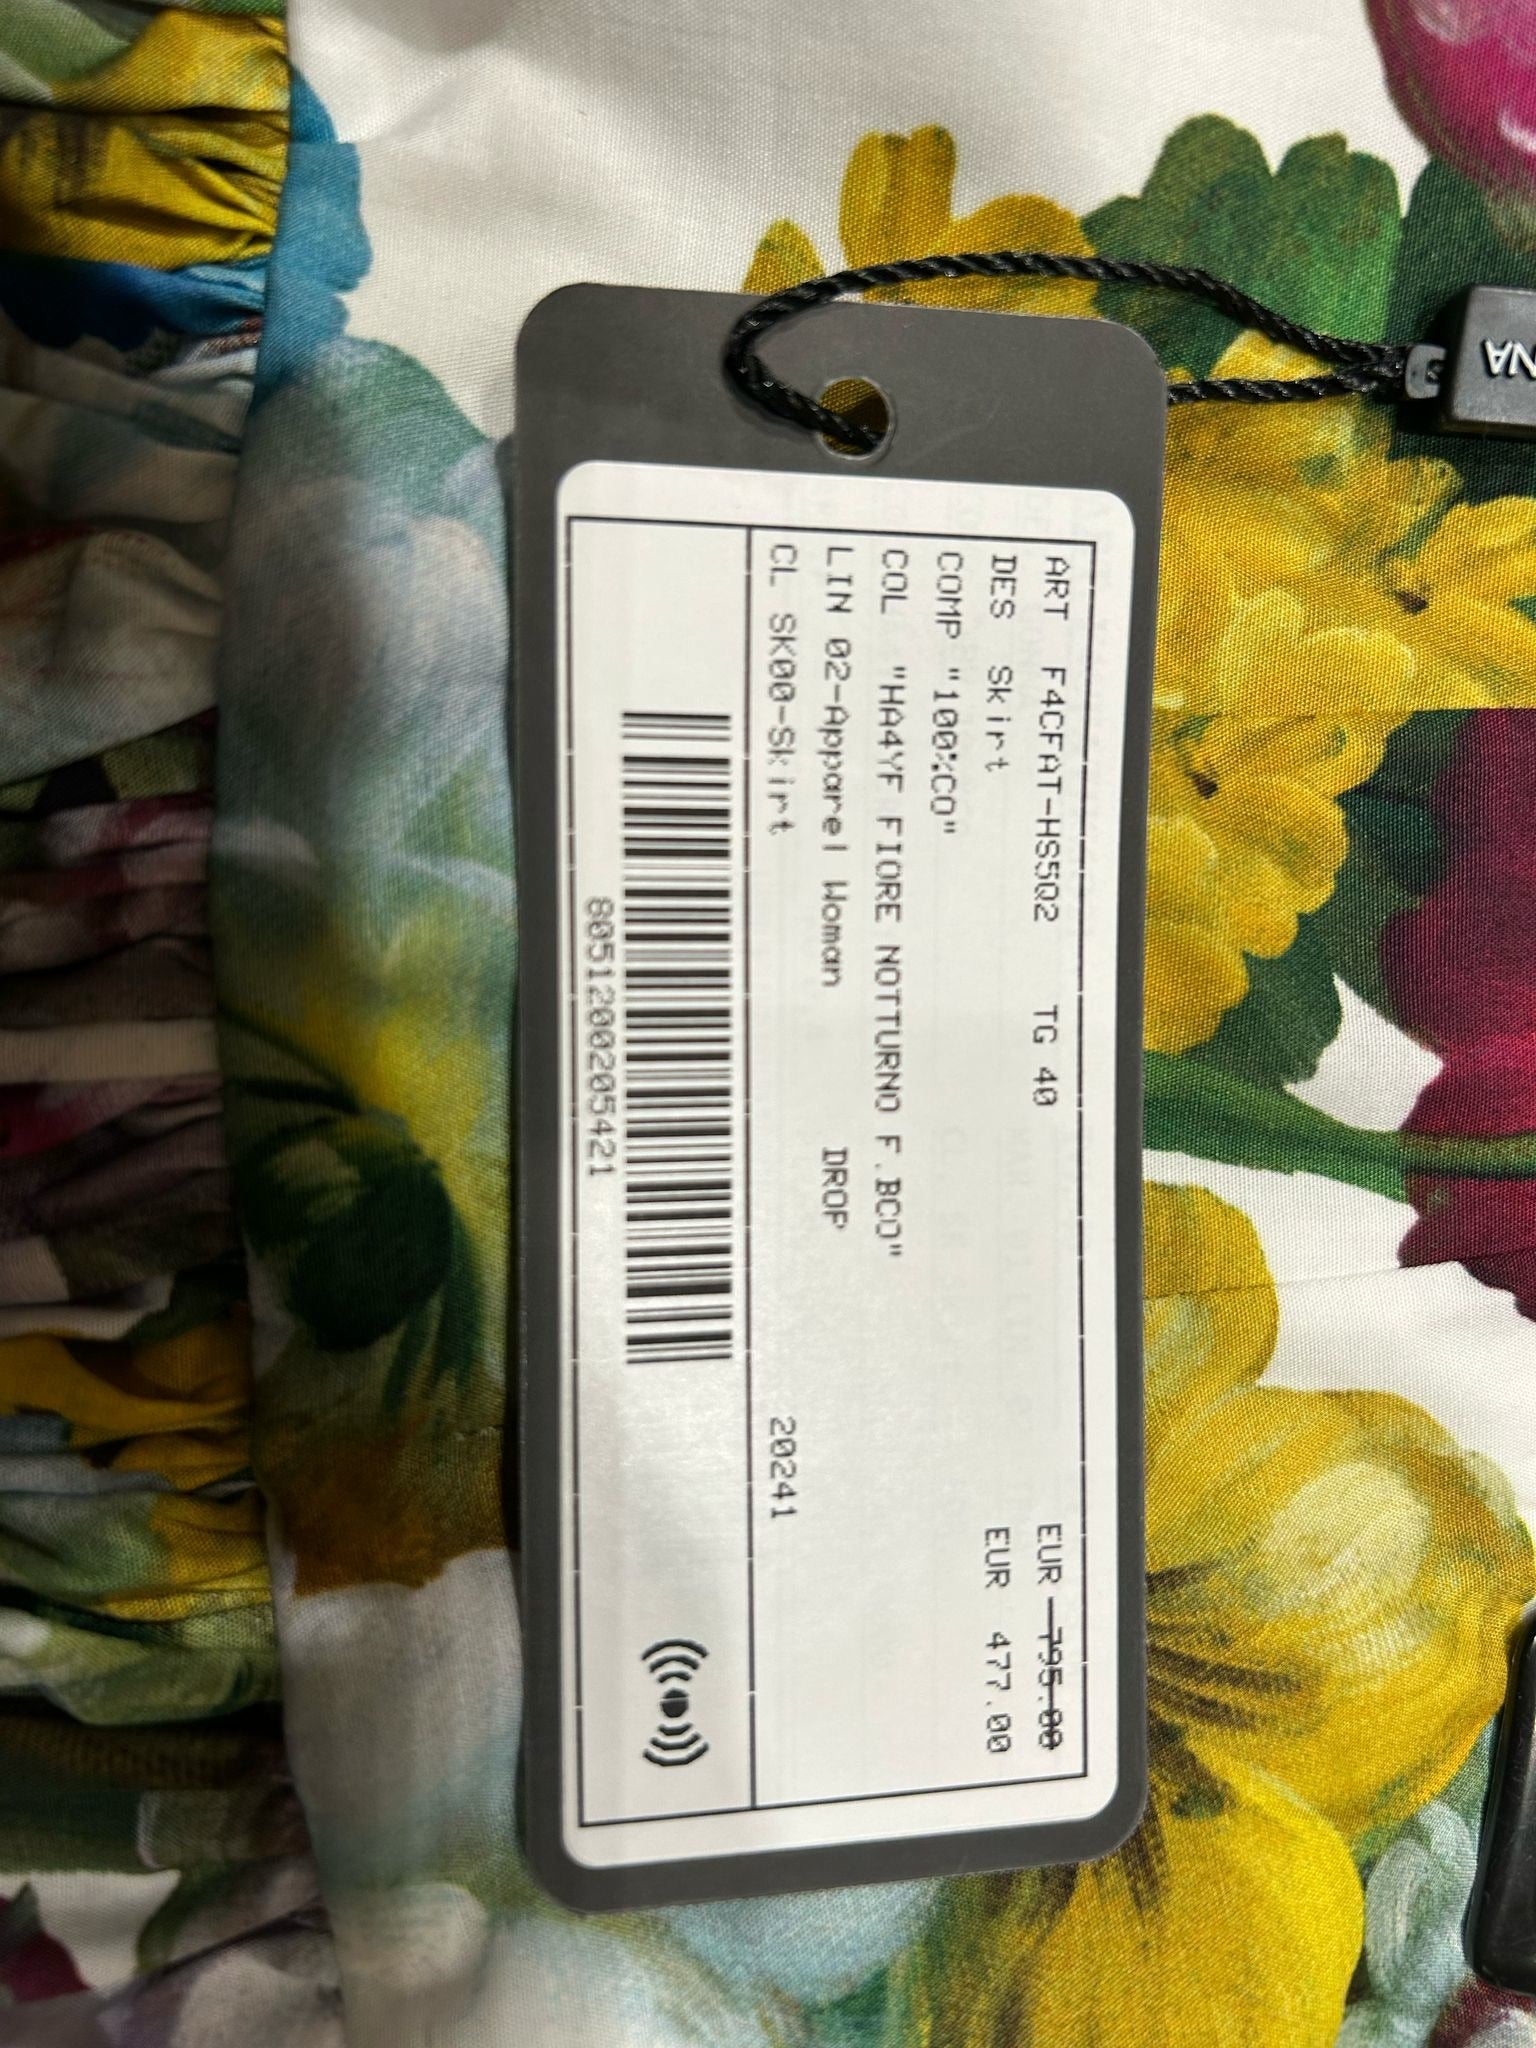 ART F4CFAT-HS5Q2 TG 40 EUR 795.00
DES Skirt EUR 477.00
COMP "100%CO"
COL "HA4YF FIORE NOTTURNO F.BCO"
LIN 02-Apparel Woman DROP
CL SK00-Skirt 20241
8051200205421